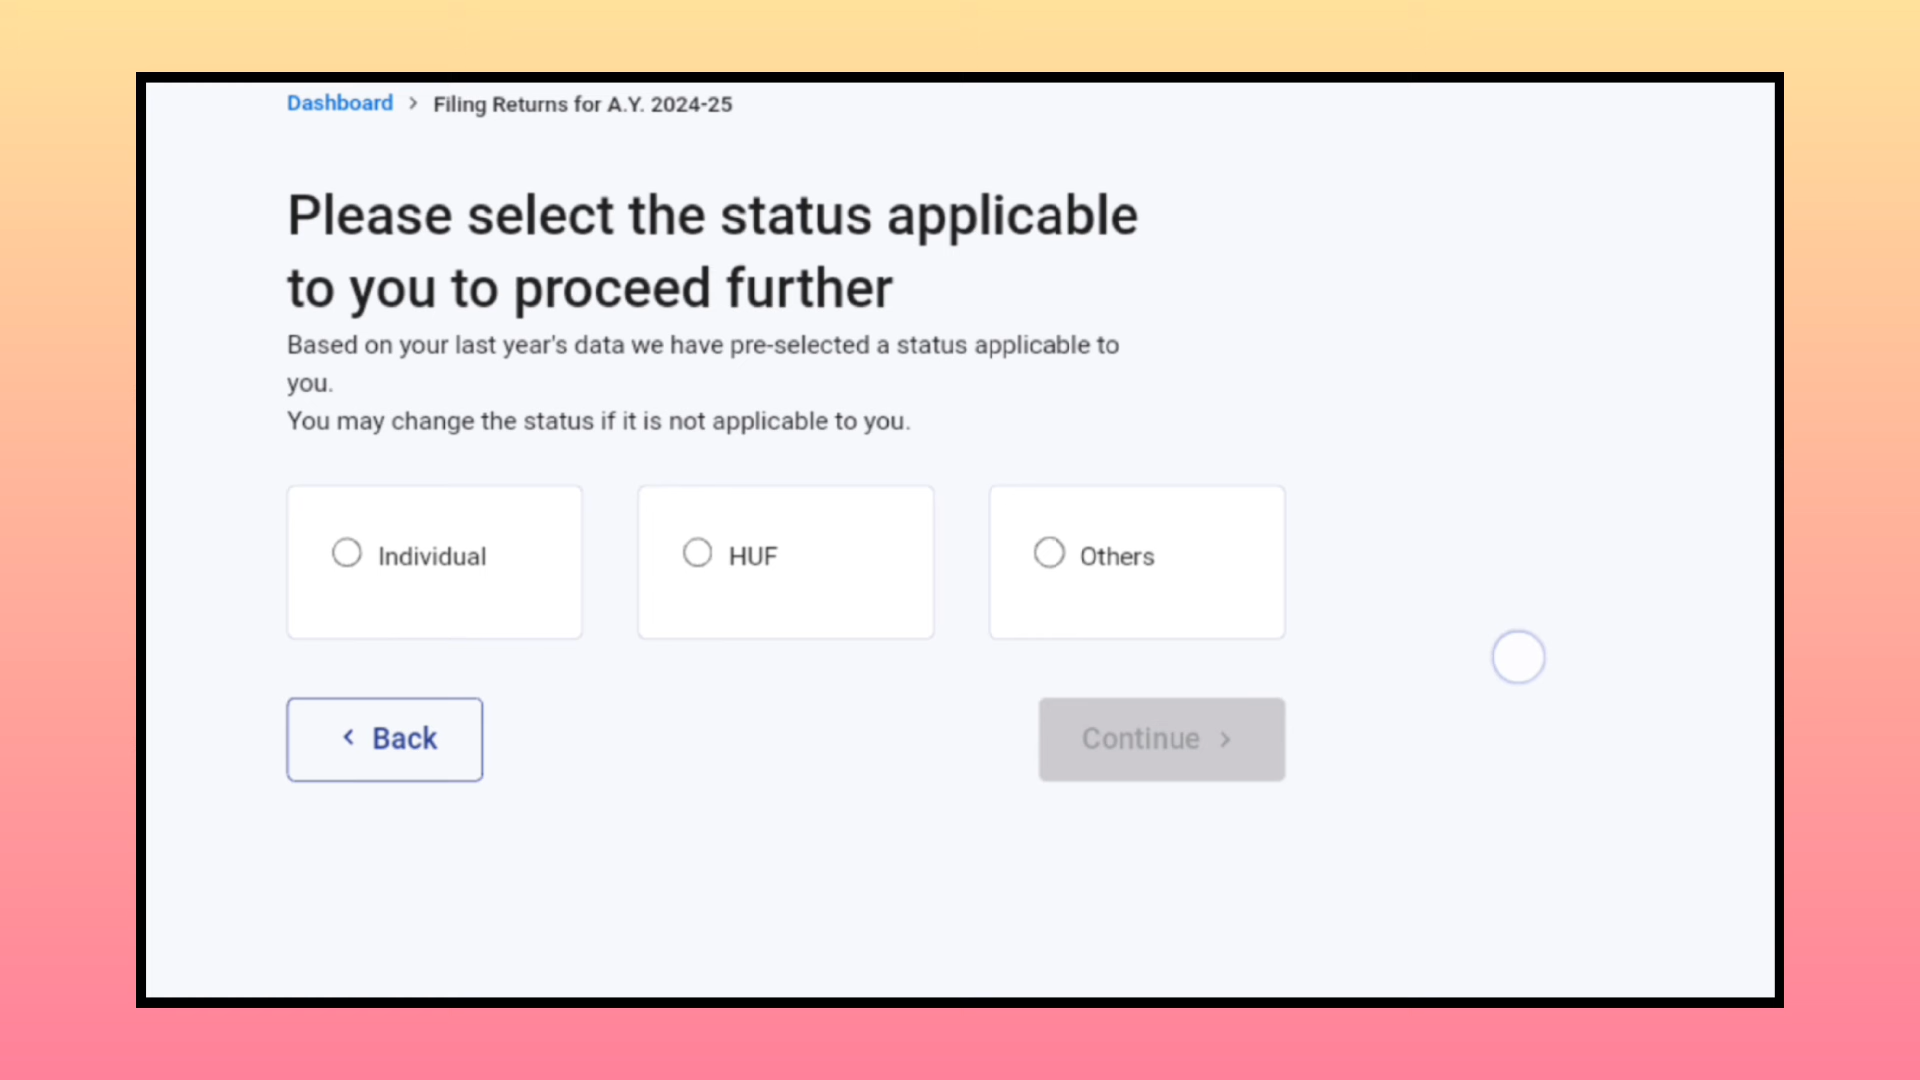 Dashboard > Filing Returns for A.Y. 2024-25
Please select the status applicable
to you to proceed further
Based on your last year's data we have pre-selected a status applicable to
you.
You may change the status if it is not applicable to you.
Individual
HUF
Others
< Back
Continue >